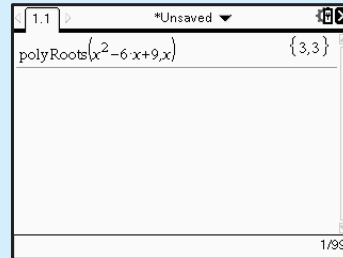 1.1 *Unsaved
polyRoots(x²−6·x+9,x) {3,3}
1/99